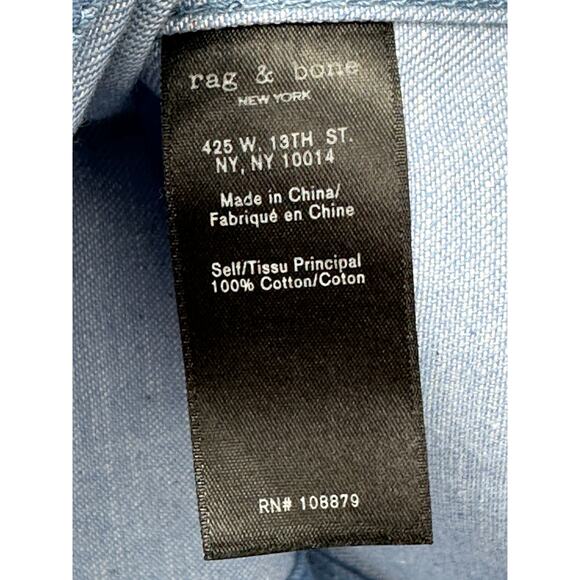 rag & bone
NEW YORK
425 W. 13TH ST.
NY, NY 10014
Made in China/
Fabriqué en Chine
Self/Tissu Principal
100% Cotton/Coton
RN# 108879